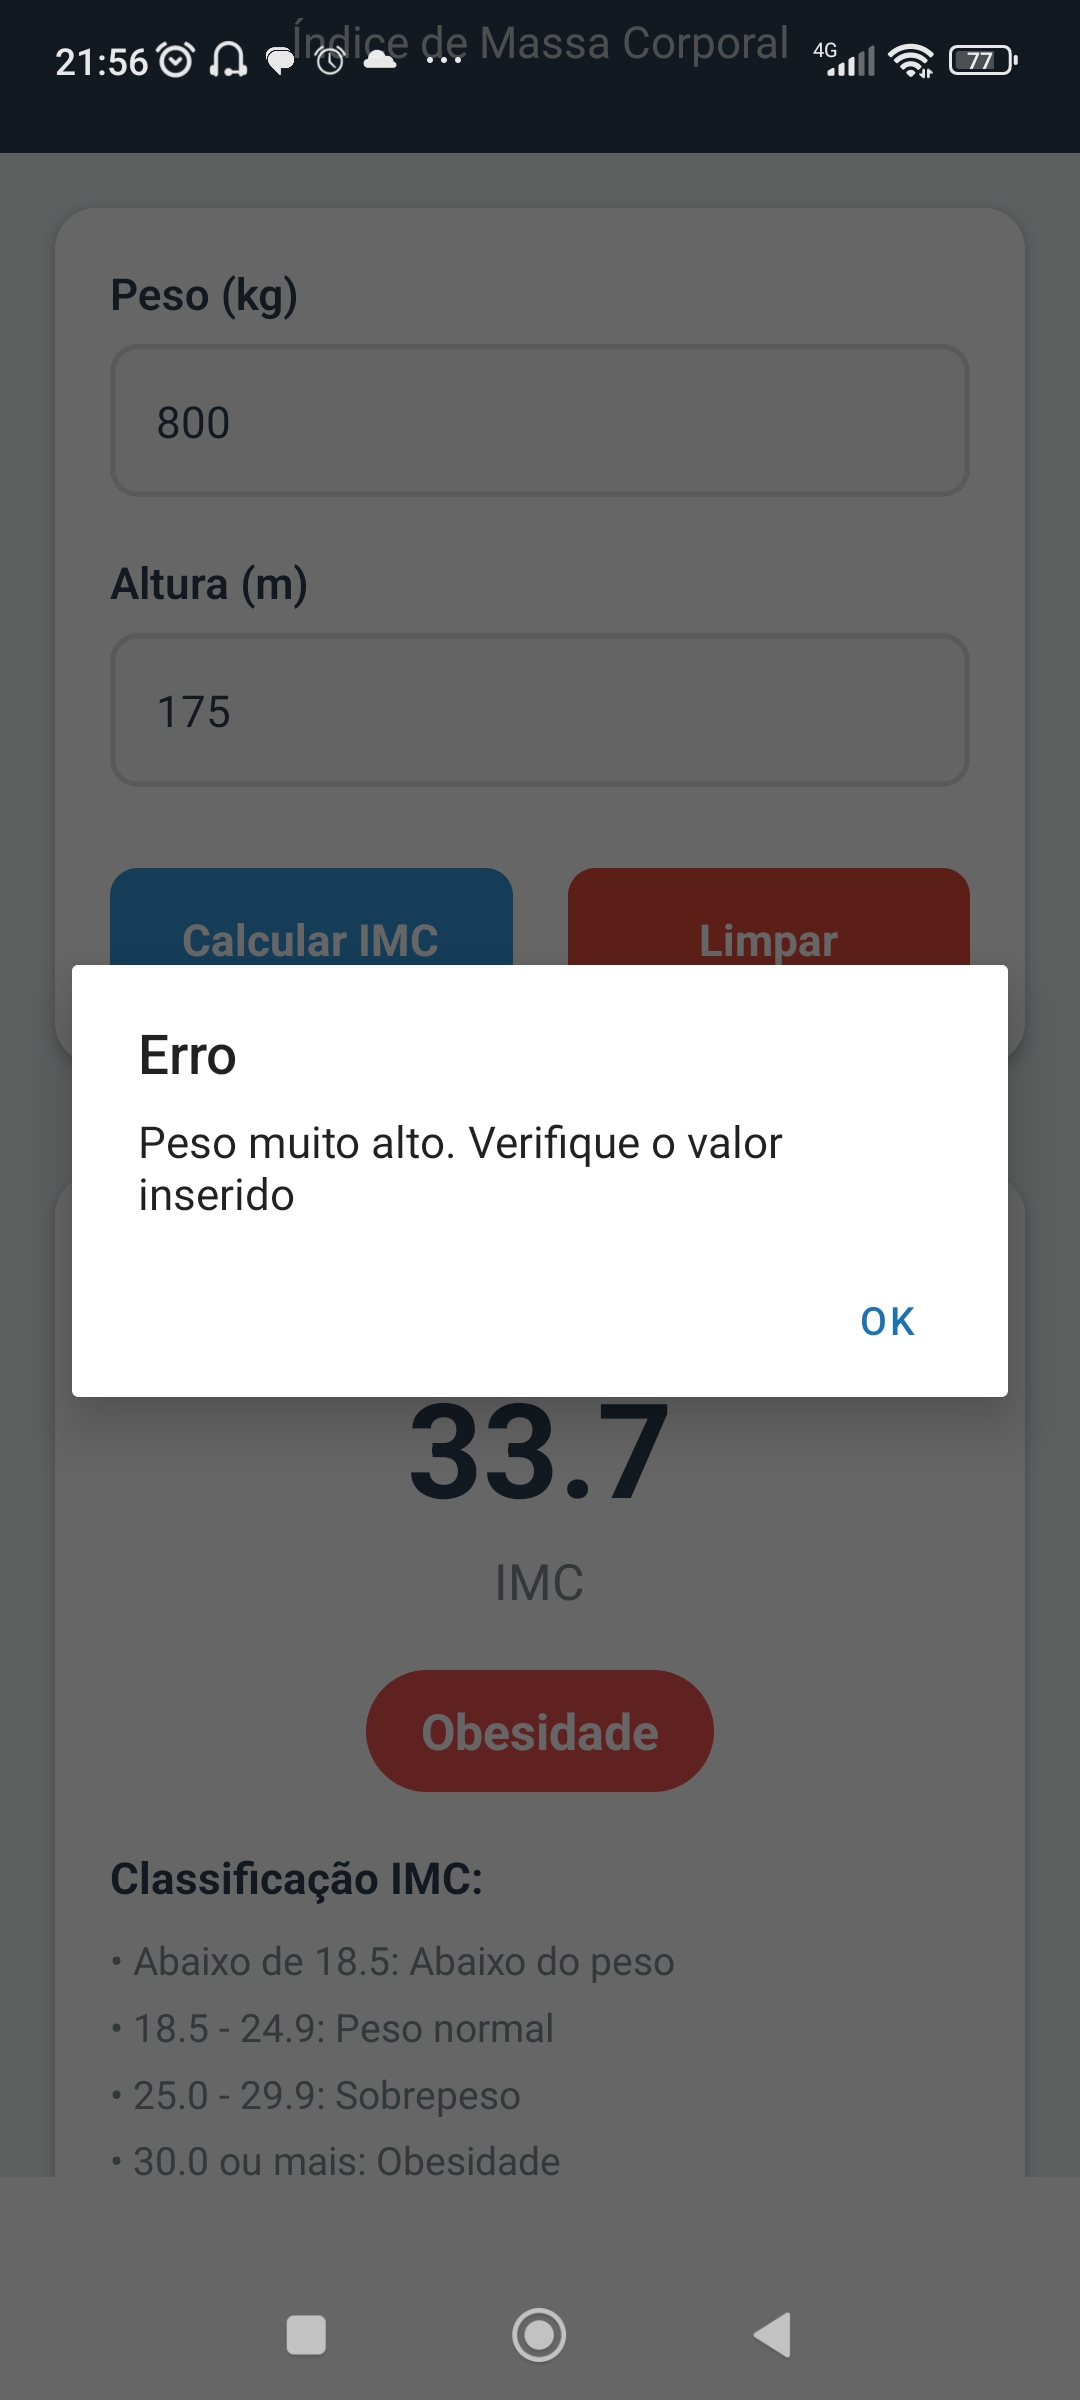 Índice de Massa Corporal
21:56
4G
77
Peso (kg)
800
Altura (m)
175
Calcular IMC
Limpar
Erro
Peso muito alto. Verifique o valor
inserido
OK
33.7
IMC
Obesidade
Classificação IMC:
• Abaixo de 18.5: Abaixo do peso
• 18.5 - 24.9: Peso normal
• 25.0 - 29.9: Sobrepeso
• 30.0 ou mais: Obesidade